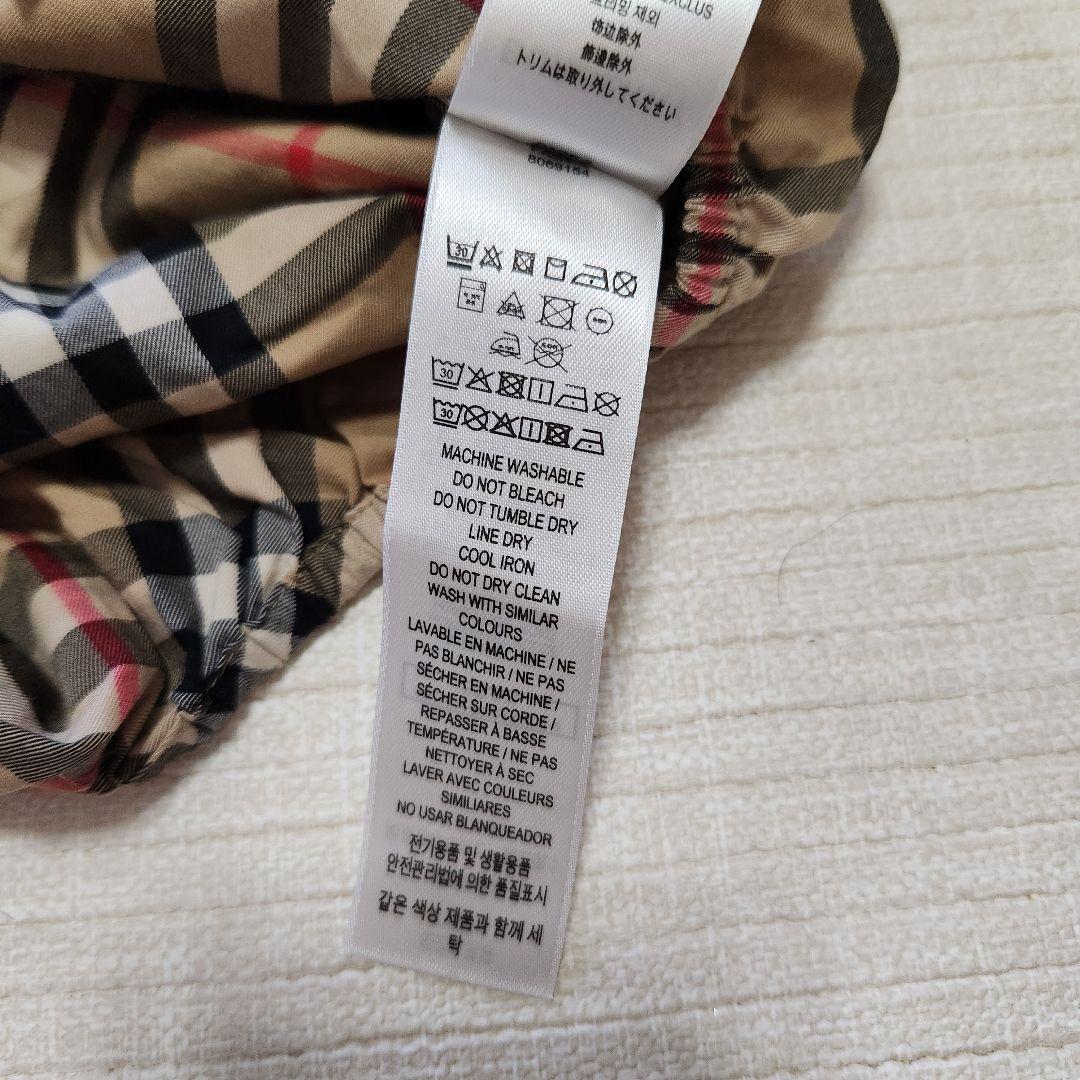 EXCLUS
트리밍 제외
饰边除外
飾邊除外
トリムは取り外してください
8069154
30
30
30
MACHINE WASHABLE
DO NOT BLEACH
DO NOT TUMBLE DRY
LINE DRY
COOL IRON
DO NOT DRY CLEAN
WASH WITH SIMILAR
COLOURS
LAVABLE EN MACHINE / NE
PAS BLANCHIR / NE PAS
SÉCHER EN MACHINE /
SÉCHER SUR CORDE /
REPASSER À BASSE
TEMPÉRATURE / NE PAS
NETTOYER À SEC
LAVER AVEC COULEURS
SIMILIARES
NO USAR BLANQUEADOR
전기용품 및 생활용품
안전관리법에 의한 품질표시
같은 색상 제품과 함께 세
탁